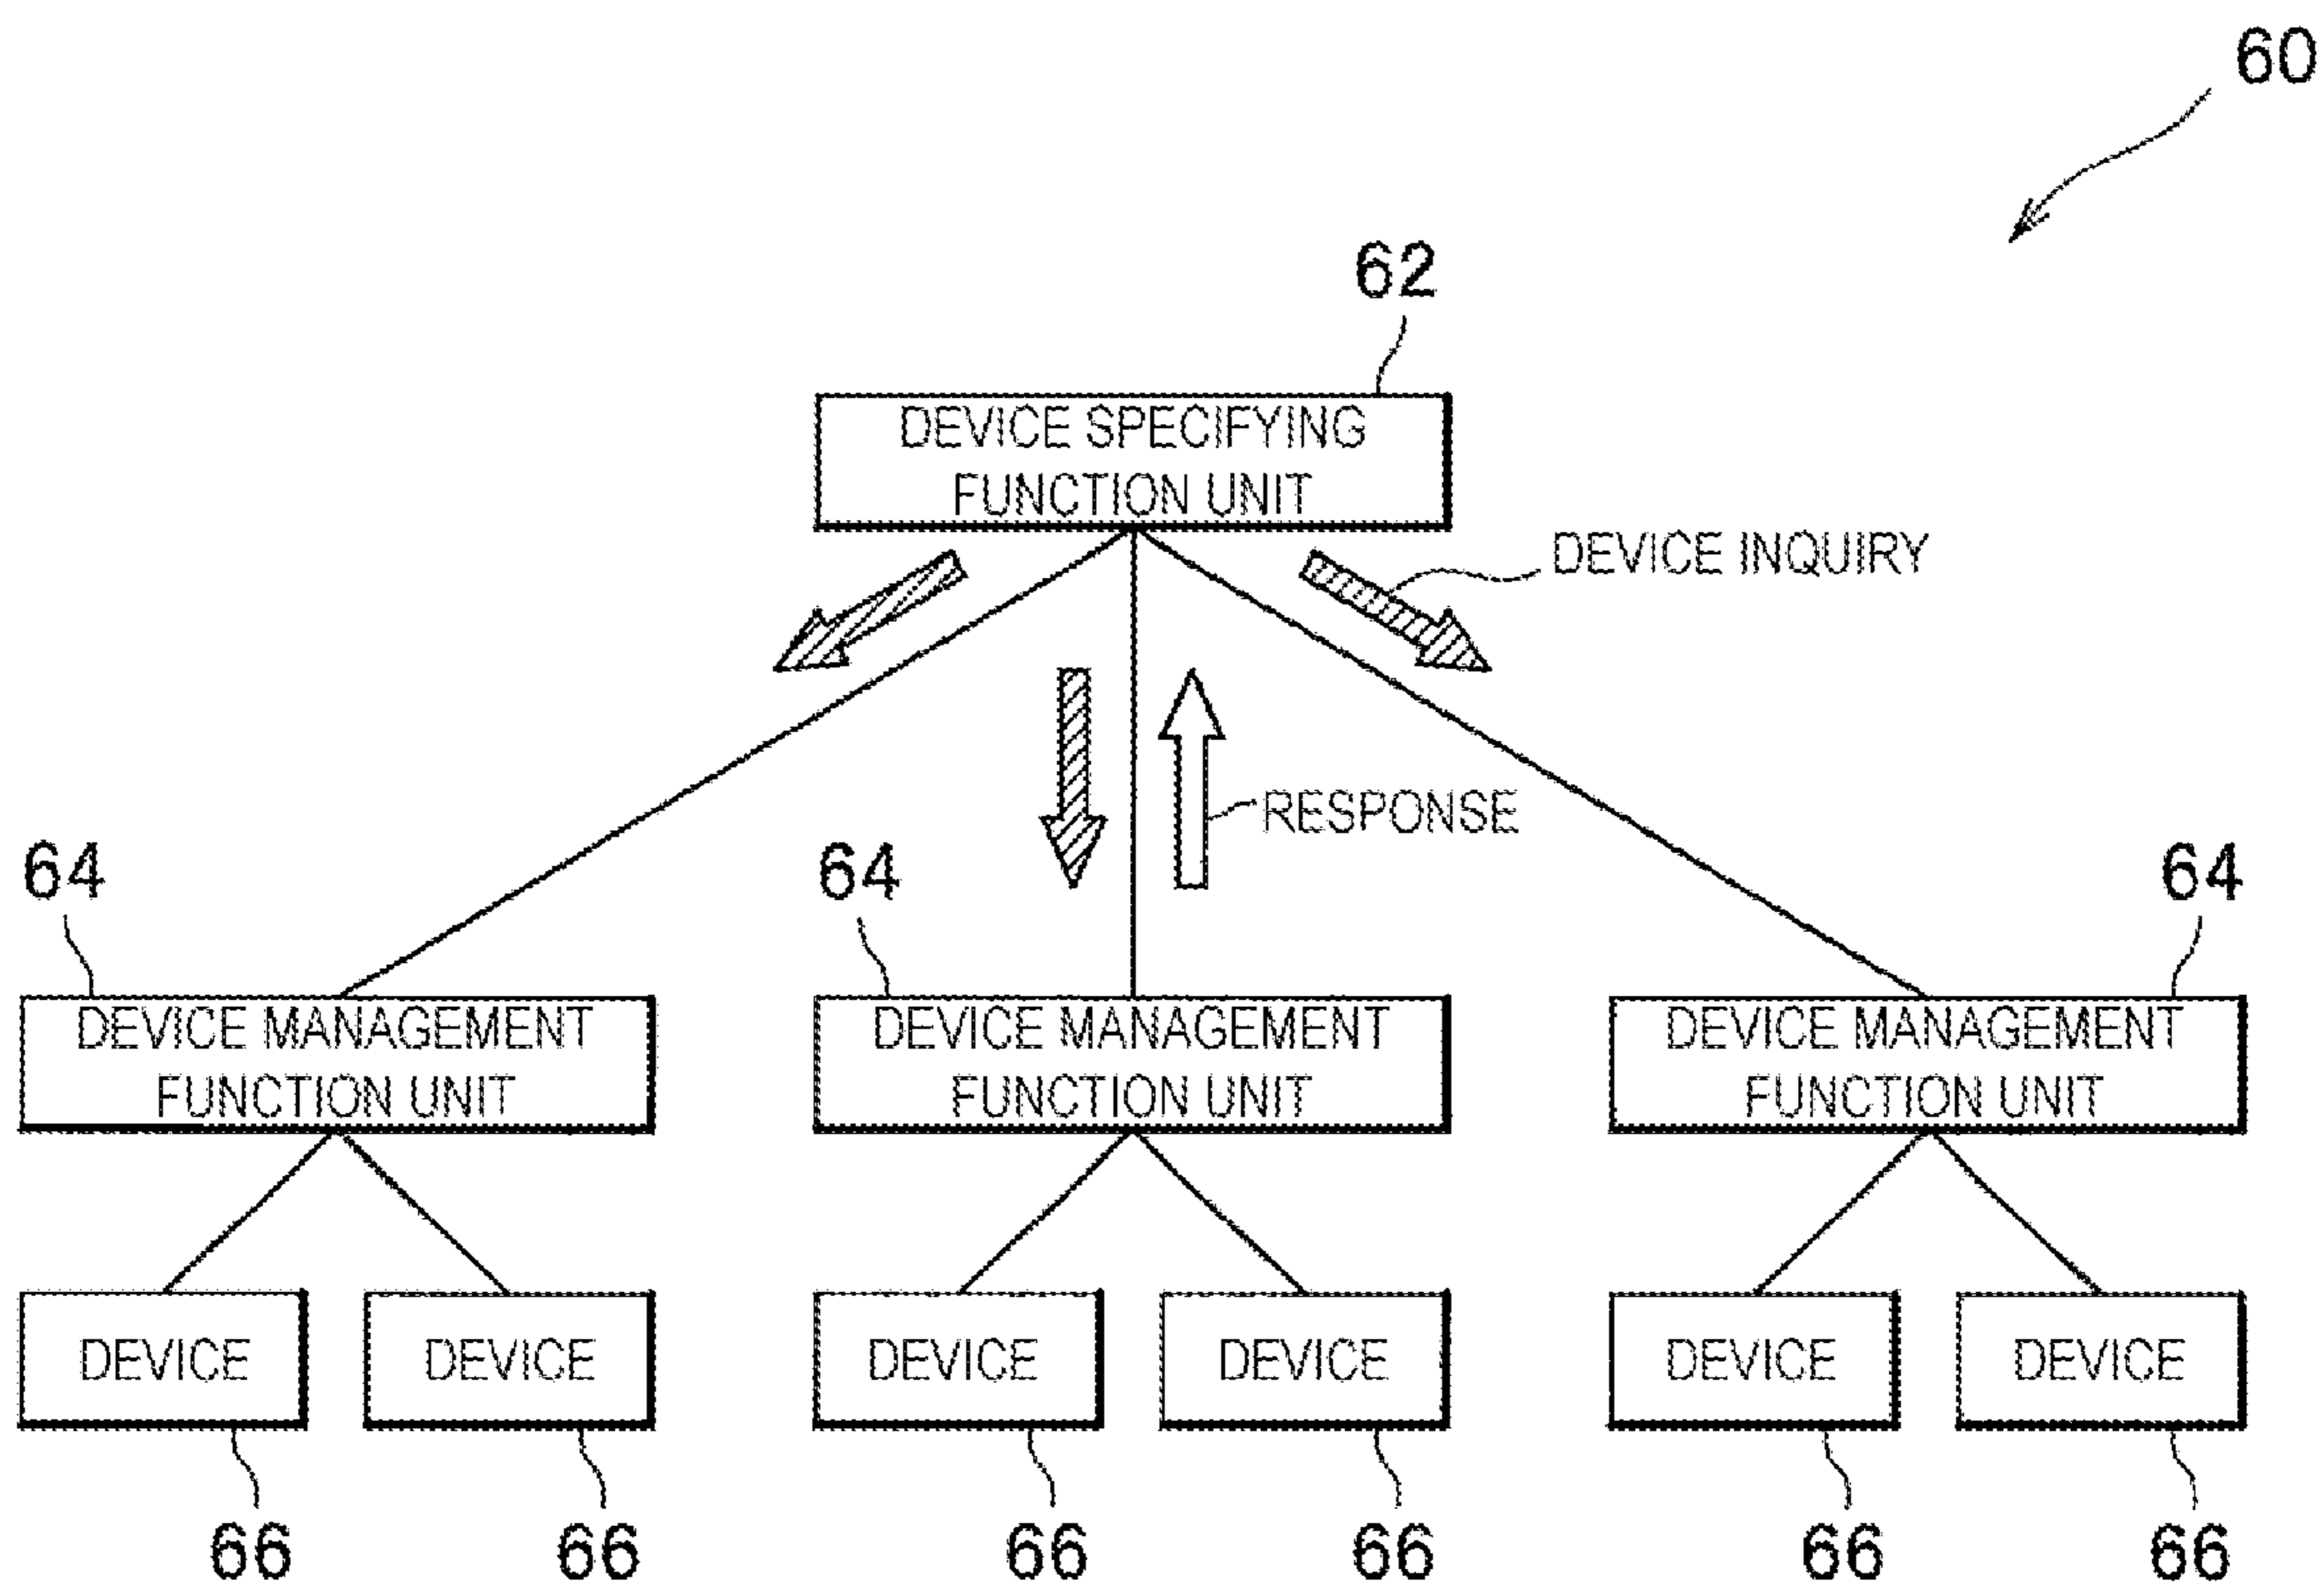 60
62
DEVICE SPECIFYING
FUNCTION UNIT
DEVICE INQUIRY
RESPONSE
64
64
64
DEVICE MANAGEMENT
FUNCTION UNIT
DEVICE MANAGEMENT
FUNCTION UNIT
DEVICE MANAGEMENT
FUNCTION UNIT
DEVICE
DEVICE
DEVICE
DEVICE
DEVICE
DEVICE
66
66
66
66
66
66